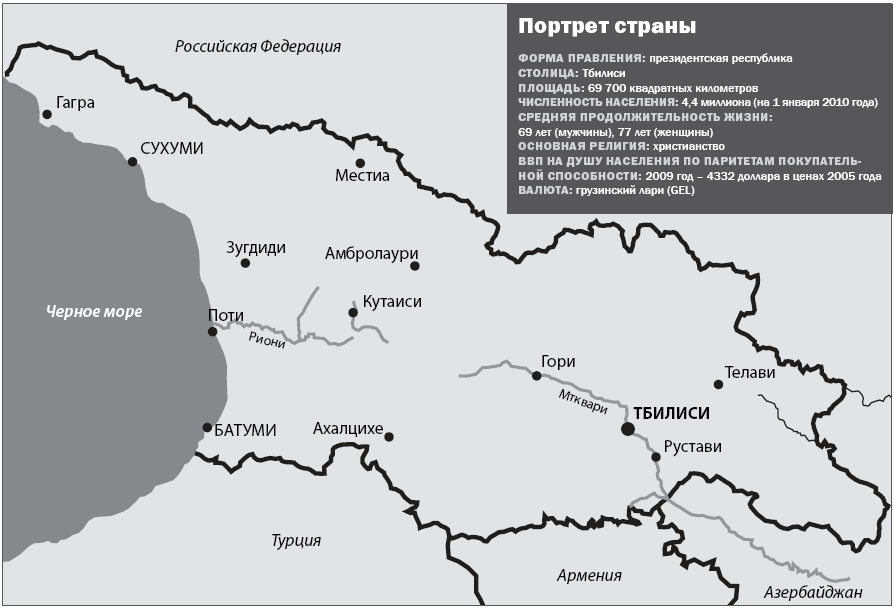 Портрет страны
ФОРМА ПРАВЛЕНИЯ: президентская республика
СТОЛИЦА: Тбилиси
ПЛОЩАДЬ: 69 700 квадратных километров
ЧИСЛЕННОСТЬ НАСЕЛЕНИЯ: 4,4 миллиона (на 1 января 2010 года)
СРЕДНЯЯ ПРОДОЛЖИТЕЛЬНОСТЬ ЖИЗНИ:
69 лет (мужчины), 77 лет (женщины)
ОСНОВНАЯ РЕЛИГИЯ: христианство
ВВП НА ДУШУ НАСЕЛЕНИЯ ПО ПАРИТЕТАМ ПОКУПАТЕЛЬ-
НОЙ СПОСОБНОСТИ: 2009 год – 4332 доллара в ценах 2005 года
ВАЛЮТА: грузинский лари (GEL)
Российская Федерация
Гагра
СУХУМИ
Местиа
Зугдиди
Амбролаури
Черное море
Поти
Кутаиси
Риони
Гори
Телави
Мтквари
ТБИЛИСИ
БАТУМИ
Ахалцихе
Рустави
Турция
Армения
Азербайджан